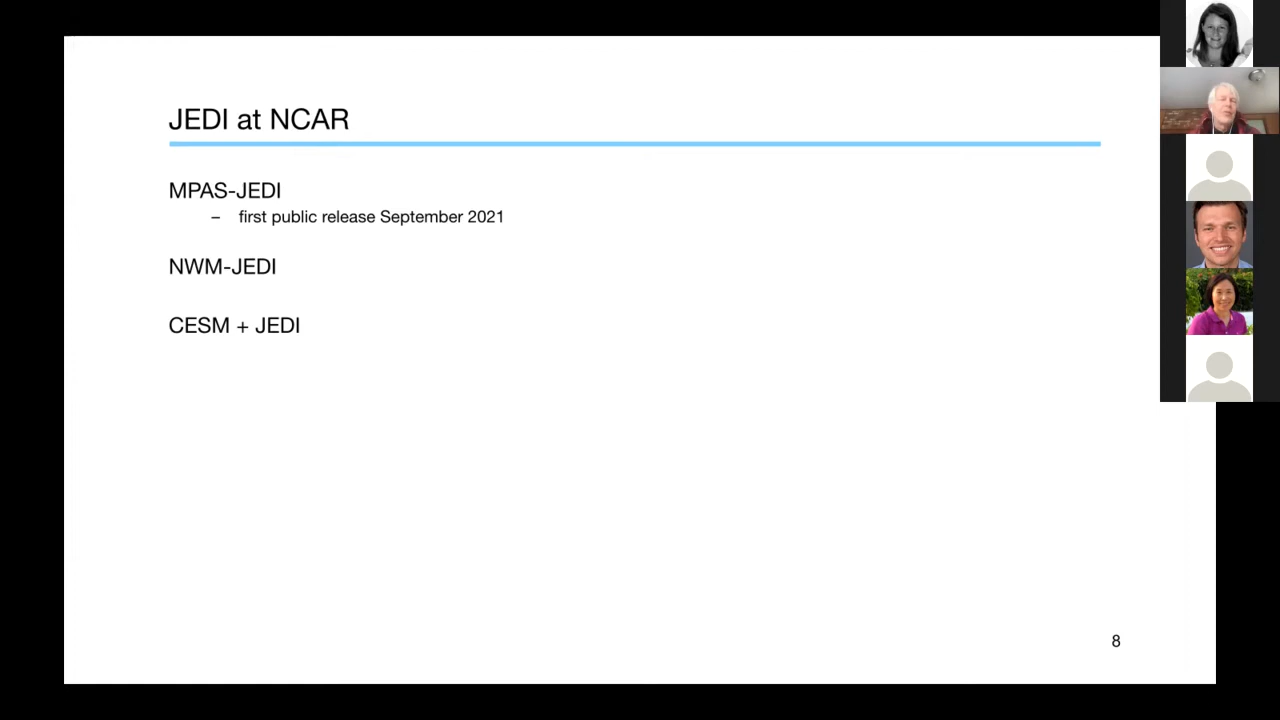 JEDI at NCAR
MPAS-JEDI
– first public release September 2021
NWM-JEDI
CESM + JEDI
8